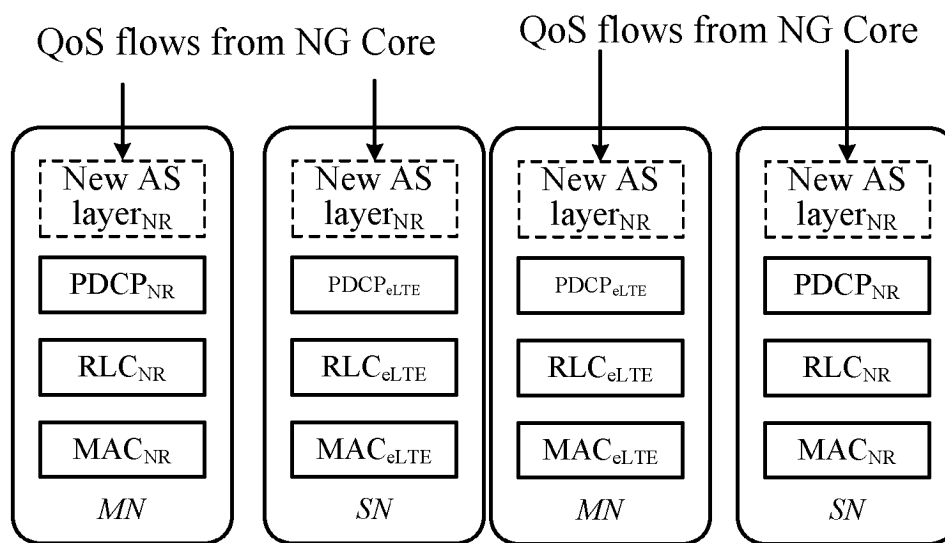 QoS flows from NG Core
QoS flows from NG Core
New AS
layerNR
PDCPNR
RLCNR
MACNR
MN
New AS
layerNR
PDCPeLTE
RLCeLTE
MACeLTE
SN
New AS
layerNR
PDCPeLTE
RLCeLTE
MACeLTE
MN
New AS
layerNR
PDCPNR
RLCNR
MACNR
SN